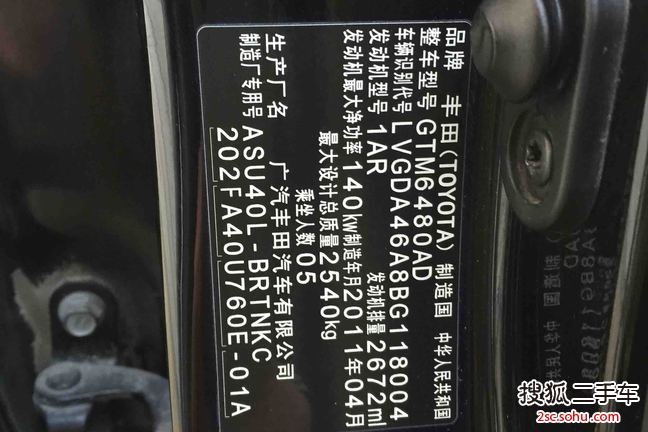 品牌 丰田(TOYOTA) 制造国 中华人民共和国
整车型号 GTM6480AD
车辆识别代号 LVGDA46A8BG118004
发动机型号 1AR 发动机排量 2672ml
发动机最大净功率 140kw 制造年月 2011年04月
最大设计总质量 2540kg
乘坐人数 05
生产厂名 广汽丰田汽车有限公司
制造厂专用号 ASU40L-BRTNKC
202FA40U760E-01A
搜狐二手车
2sc.sohu.com